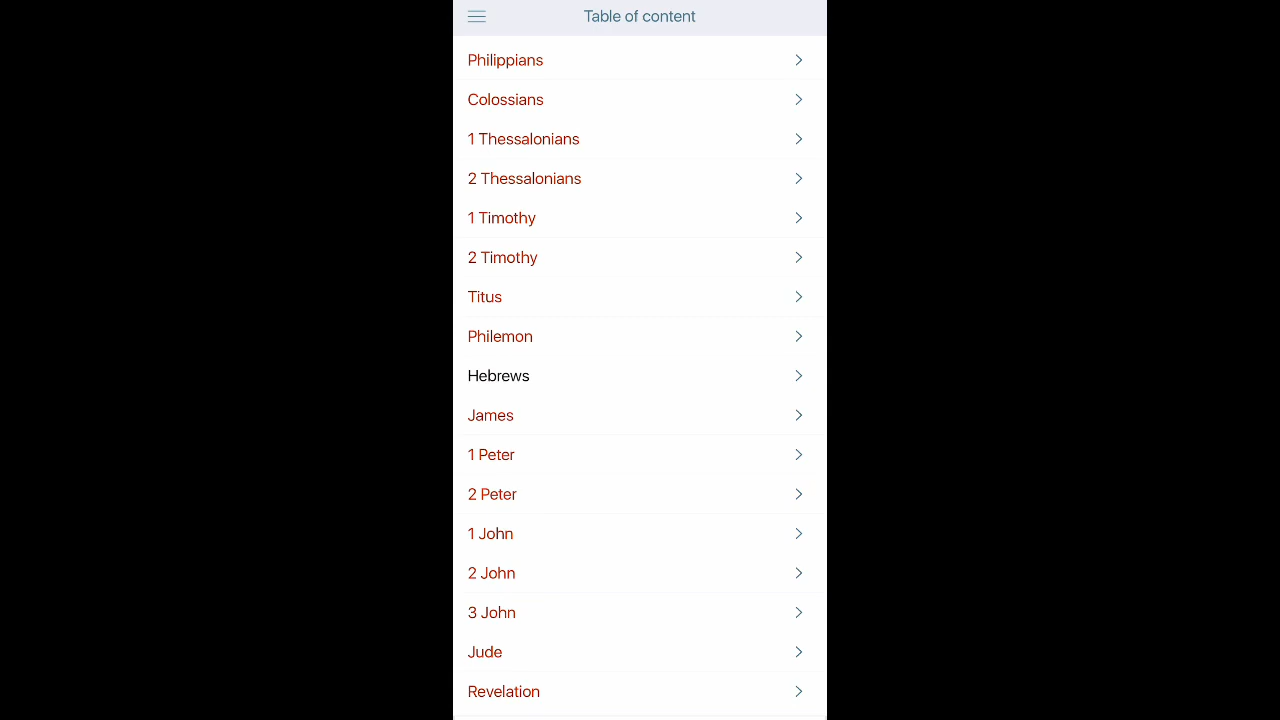 Table of content
Philippians
Colossians
1 Thessalonians
2 Thessalonians
1 Timothy
2 Timothy
Titus
Philemon
Hebrews
James
1 Peter
2 Peter
1 John
2 John
3 John
Jude
Revelation